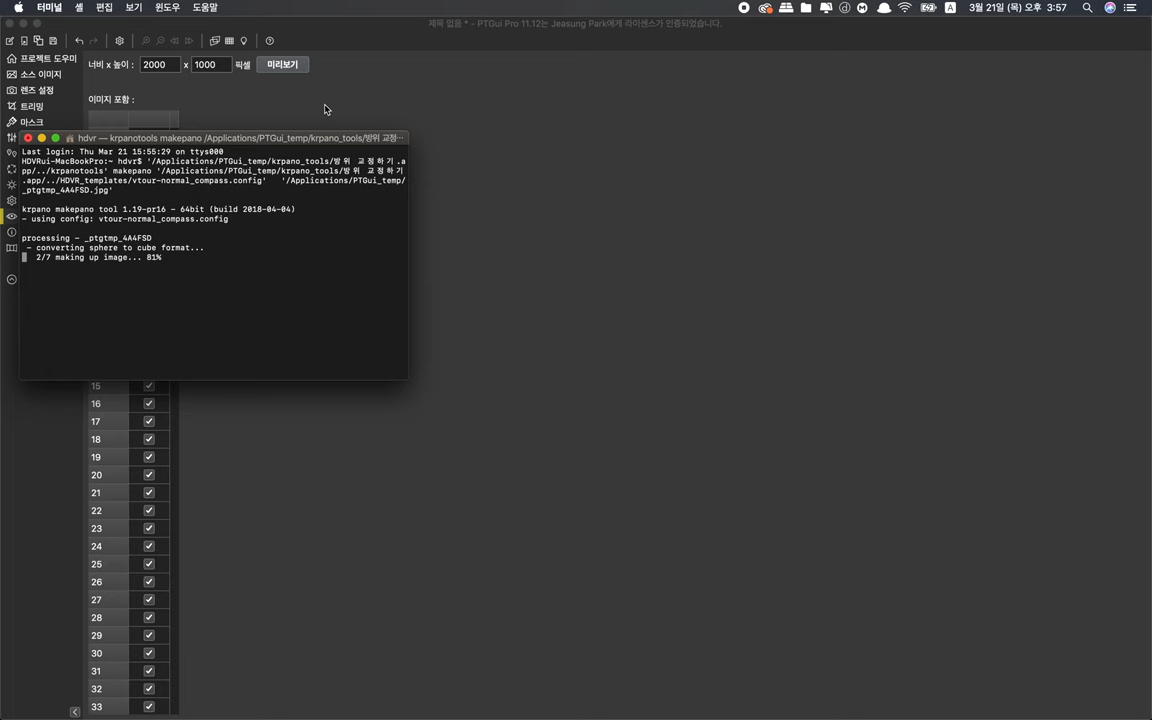 터미널 셸 편집 보기 윈도우 도움말 A 3월 21일 (목) 오후 3:57
제목 없음 * - PTGui Pro 11.12는 Jeasung Park에게 라이센스가 인증되었습니다.
프로젝트 도우미
소스 이미지
렌즈 설정
트리밍
마스크
너비 x 높이 : 2000 x 1000 픽셀 미리보기
이미지 포함 :
hdvr — krpanotools makepano /Applications/PTGui_temp/krpano_tools/방위 교정⋯
Last login: Thu Mar 21 15:55:29 on ttys000
HDVRui-MacBookPro:~ hdvr$ '/Applications/PTGui_temp/krpano_tools/방위 교정하기.a
pp/../krpanotools' makepano '/Applications/PTGui_temp/krpano_tools/방위 교정하기
.app/../HDVR_templates/vtour-normal_compass.config' '/Applications/PTGui_temp/
_ptgtmp_4A4FSD.jpg'
krpano makepano tool 1.19-pr16 - 64bit (build 2018-04-04)
- using config: vtour-normal_compass.config
processing - _ptgtmp_4A4FSD
- converting sphere to cube format...
2/7 making up image... 81%
15
16
17
18
19
20
21
22
23
24
25
26
27
28
29
30
31
32
33